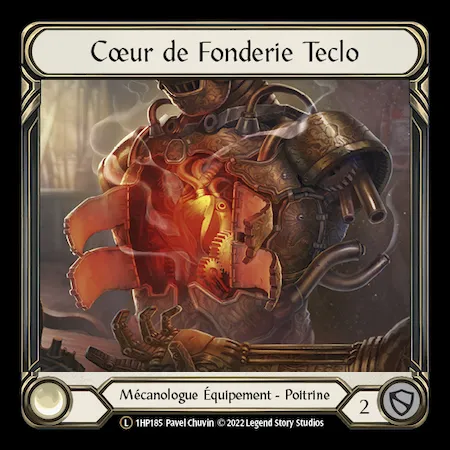 Cœur de Fonderie Teclo
Mécanologue Équipement - Poitrine
2
L 1HP185 Pavel Chuvin © 2022 Legend Story Studios